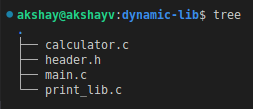 akshay@akshayv:dynamic-lib$ tree
.
├── calculator.c
├── header.h
├── main.c
└── print_lib.c